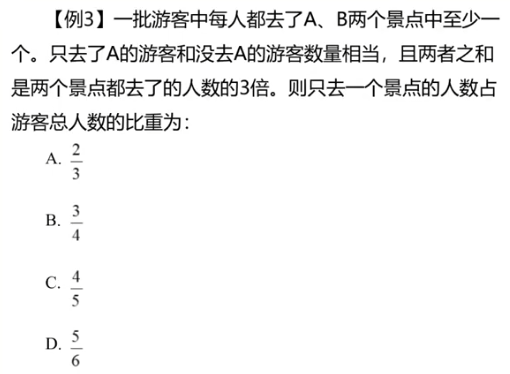 【例3】一批游客中每人都去了A、B两个景点中至少一
个。只去了A的游客和没去A的游客数量相当，且两者之和
是两个景点都去了的人数的3倍。则只去一个景点的人数占
游客总人数的比重为：
A. 2/3
B. 3/4
C. 4/5
D. 5/6